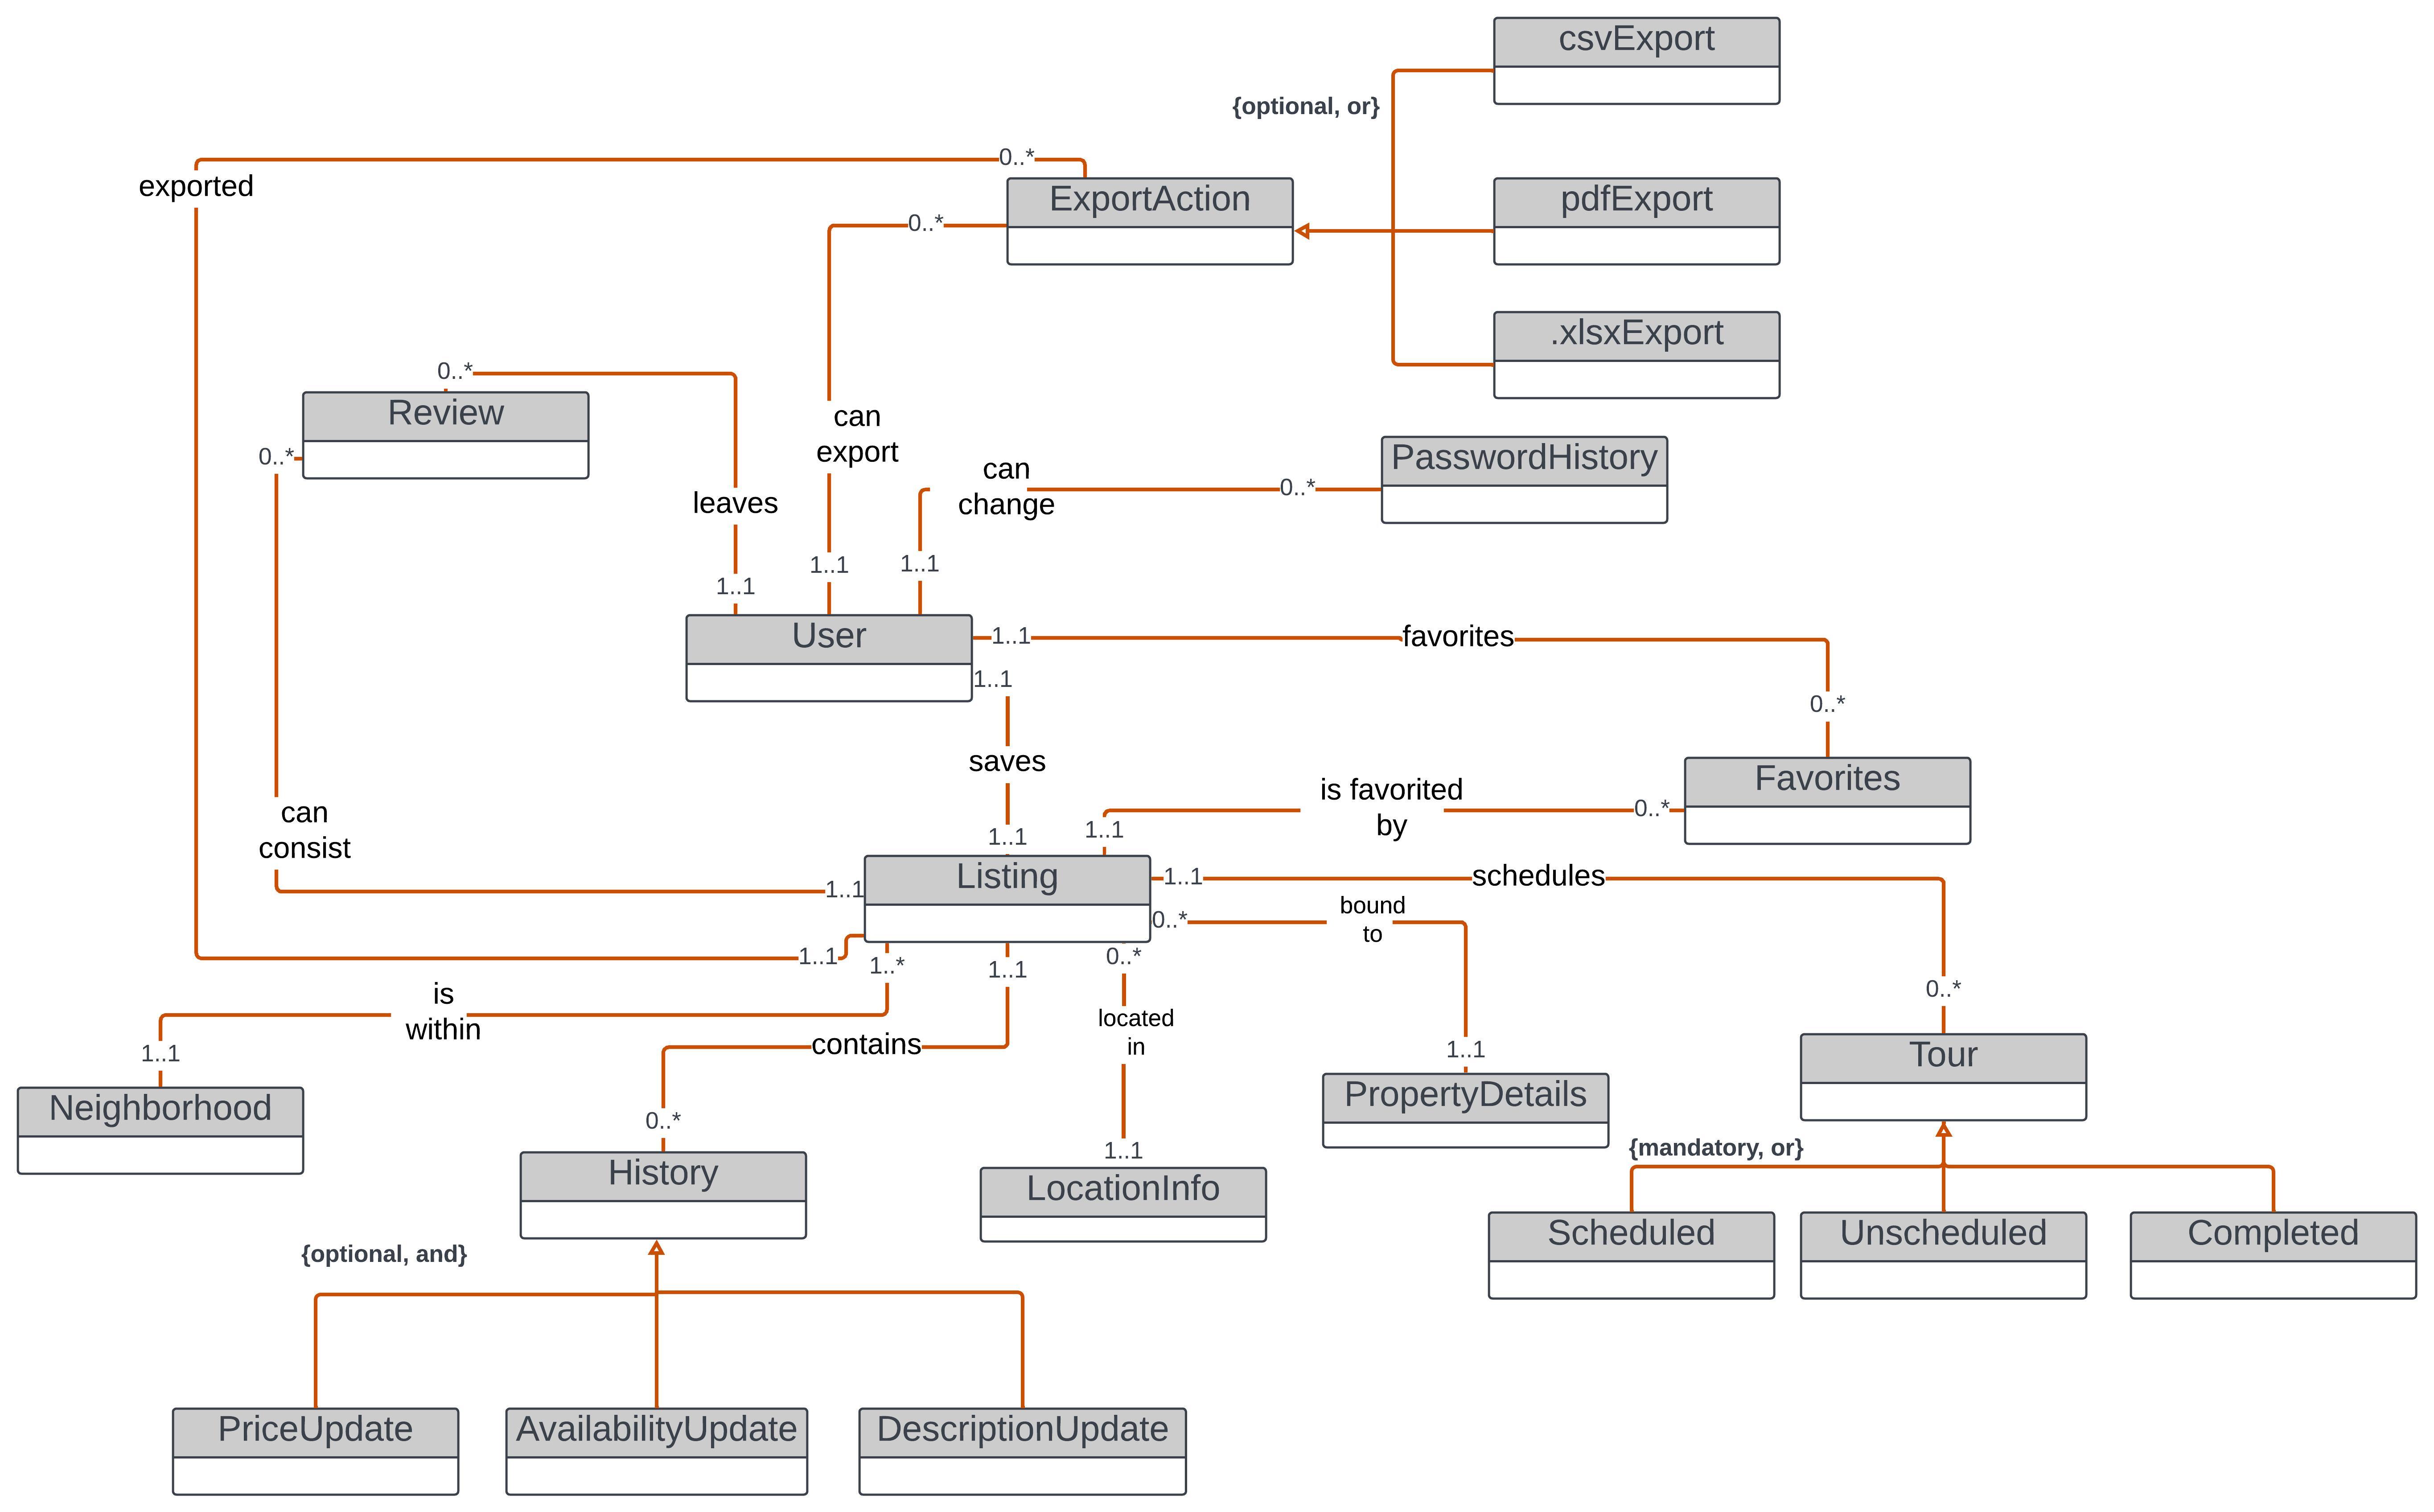 csvExport
{optional, or}
0..*
exported
ExportAction
pdfExport
0..*
.xlsxExport
0..*
Review
can
export
PasswordHistory
0..*
can
change
0..*
leaves
1..1
1..1
1..1
User
1..1
favorites
1..1
0..*
saves
Favorites
is favorited
by
0..*
can
consist
1..1
1..1
Listing
1..1
schedules
1..1
bound
to
0..*
1..1
1..*
1..1
0..*
0..*
is
within
located
in
contains
1..1
1..1
Tour
Neighborhood
PropertyDetails
0..*
1..1
{mandatory, or}
History
LocationInfo
Scheduled
Unscheduled
Completed
{optional, and}
PriceUpdate
AvailabilityUpdate
DescriptionUpdate